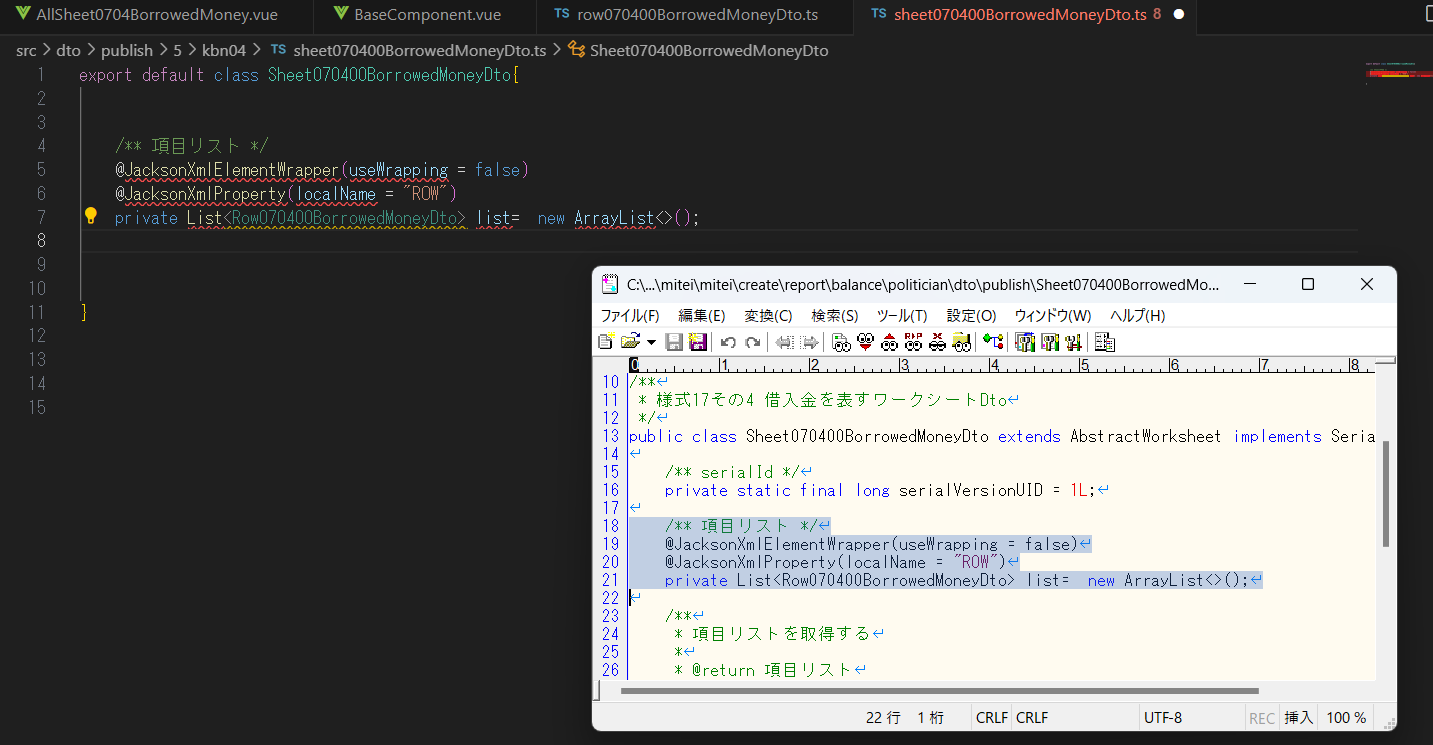 AllSheet0704BorrowedMoney.vue
BaseComponent.vue
TS row070400BorrowedMoneyDto.ts
TS sheet070400BorrowedMoneyDto.ts 8
src > dto > publish > 5 > kbn04 > TS sheet070400BorrowedMoneyDto.ts > Sheet070400BorrowedMoneyDto
1 export default class Sheet070400BorrowedMoneyDto{
2
3
4 /** 項目リスト */
5 @JacksonXmlElementWrapper(useWrapping = false)
6 @JacksonXmlProperty(localName = "ROW")
7 private List<Row070400BorrowedMoneyDto> list=  new ArrayList<>();
8
9
10
11 }
12
13
14
15
C:\...\mitei\mitei\create\report\balance\politician\dto\publish\Sheet070400BorrowedMo...
ファイル(F) 編集(E) 変換(C) 検索(S) ツール(T) 設定(O) ウィンドウ(W) ヘルプ(H)
0 1 2 3 4 5 6 7 8
10 /**
11 * 様式17その4 借入金を表すワークシートDto
12 */
13 public class Sheet070400BorrowedMoneyDto extends AbstractWorksheet implements Seria
14
15 /** serialId */
16 private static final long serialVersionUID = 1L;
17
18 /** 項目リスト */
19 @JacksonXmlElementWrapper(useWrapping = false)
20 @JacksonXmlProperty(localName = "ROW")
21 private List<Row070400BorrowedMoneyDto> list=  new ArrayList<>();
22
23 /**
24 * 項目リストを取得する
25 *
26 * @return 項目リスト
22 行 1 桁 CRLF CRLF UTF-8 REC 挿入 100 %